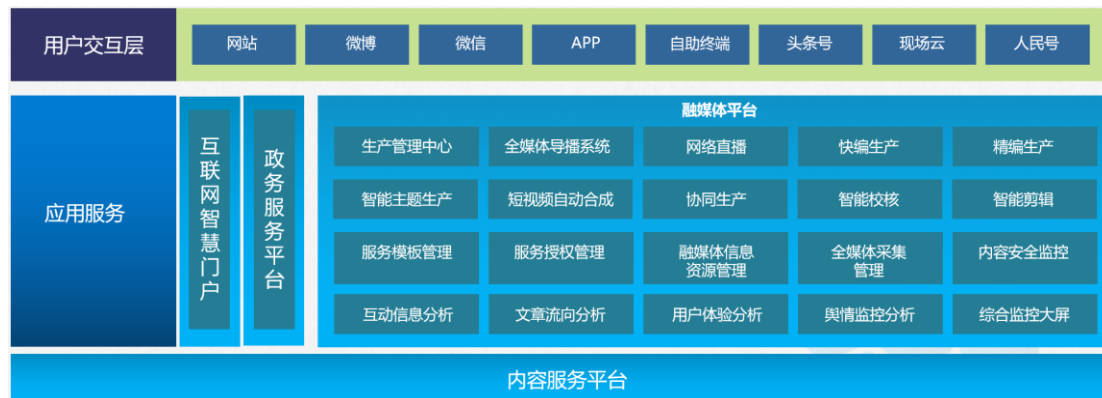 用户交互层
网站
微博
微信
APP
自助终端
头条号
现场云
人民号
应用服务
互联网智慧门户
政务服务平台
融媒体平台
生产管理中心
全媒体导播系统
网络直播
快编生产
精编生产
智能主题生产
短视频自动合成
协同生产
智能校核
智能剪辑
服务模板管理
服务授权管理
融媒体信息
资源管理
全媒体采集
管理
内容安全监控
互动信息分析
文章流向分析
用户体验分析
舆情监控分析
综合监控大屏
内容服务平台